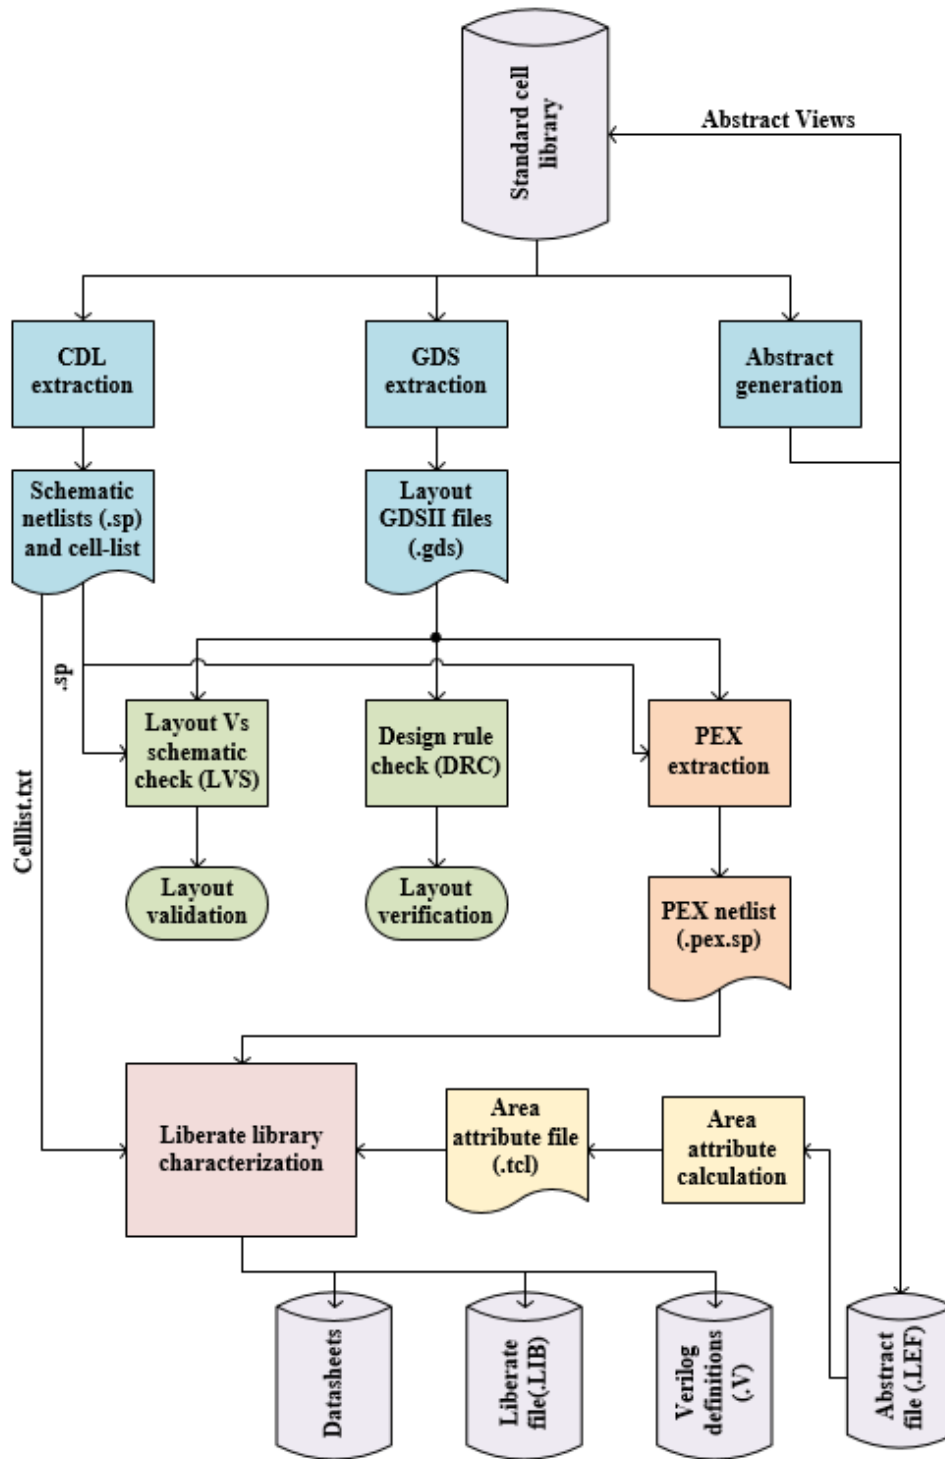 Standard cell
library
Abstract Views
CDL
extraction
GDS
extraction
Abstract
generation
Schematic
netlists (.sp)
and cell-list
Layout
GDSII files
(.gds)
.sp
Celllist.txt
Layout Vs
schematic
check (LVS)
Design rule
check (DRC)
PEX
extraction
Layout
validation
Layout
verification
PEX netlist
(.pex.sp)
Liberate library
characterization
Area
attribute file
(.tcl)
Area
attribute
calculation
Datasheets
Liberate
file(.LIB)
Verilog
definitions
(.V)
Abstract
file (.LEF)